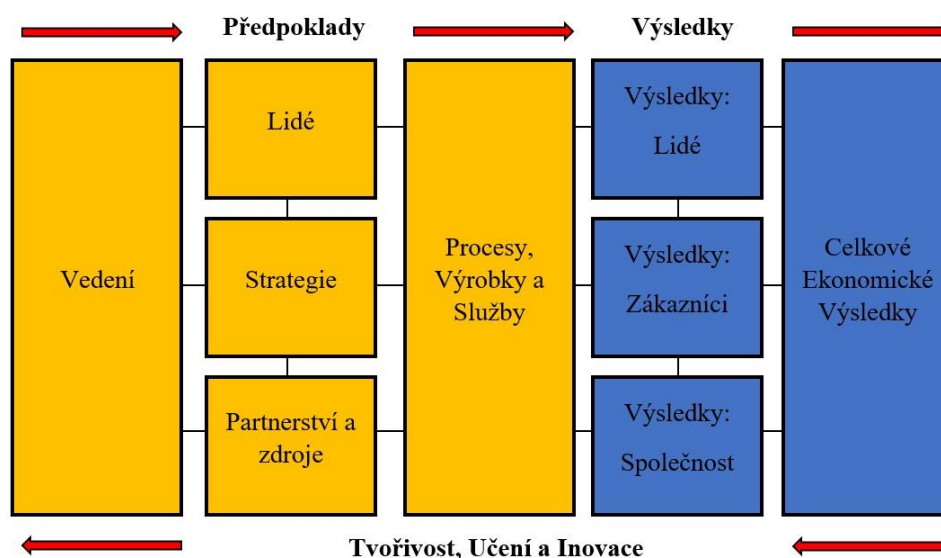 Předpoklady
Výsledky
Vedení
Lidé
Strategie
Partnerství a
zdroje
Procesy,
Výrobky a
Služby
Výsledky:
Lidé
Výsledky:
Zákazníci
Výsledky:
Společnost
Celkové
Ekonomické
Výsledky
Tvořivost, Učení a Inovace